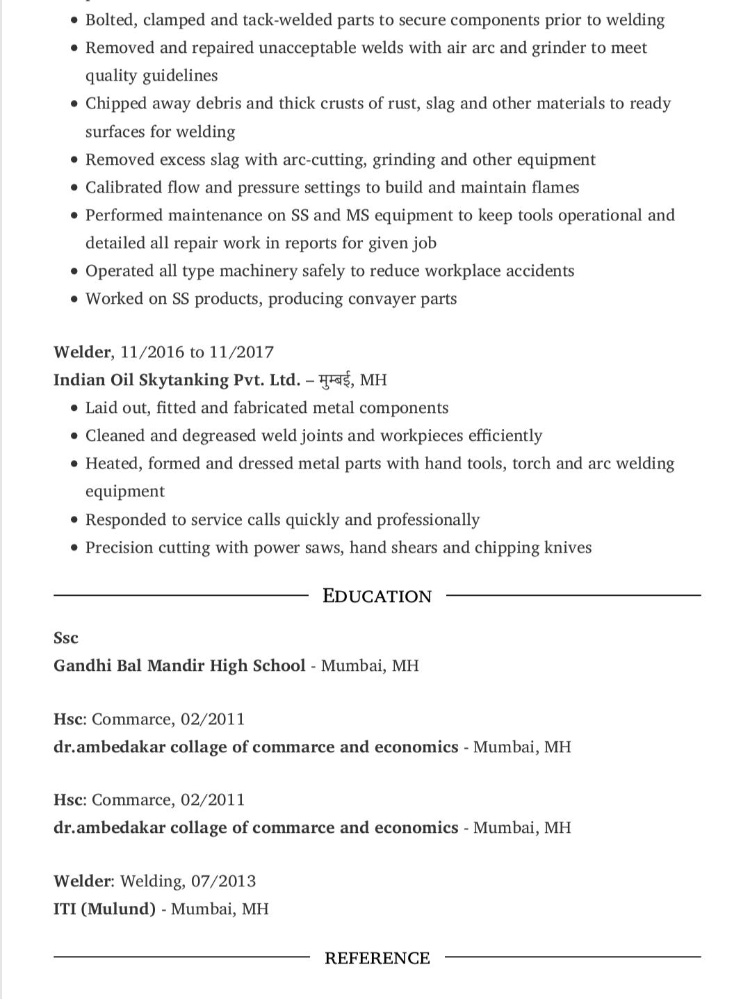 • Bolted, clamped and tack-welded parts to secure components prior to welding
• Removed and repaired unacceptable welds with air arc and grinder to meet
quality guidelines
• Chipped away debris and thick crusts of rust, slag and other materials to ready
surfaces for welding
• Removed excess slag with arc-cutting, grinding and other equipment
• Calibrated flow and pressure settings to build and maintain flames
• Performed maintenance on SS and MS equipment to keep tools operational and
detailed all repair work in reports for given job
• Operated all type machinery safely to reduce workplace accidents
• Worked on SS products, producing convayer parts
Welder, 11/2016 to 11/2017
Indian Oil Skytanking Pvt. Ltd. – मुम्बई, MH
• Laid out, fitted and fabricated metal components
• Cleaned and degreased weld joints and workpieces efficiently
• Heated, formed and dressed metal parts with hand tools, torch and arc welding
equipment
• Responded to service calls quickly and professionally
• Precision cutting with power saws, hand shears and chipping knives
EDUCATION
Ssc
Gandhi Bal Mandir High School - Mumbai, MH
Hsc: Commarce, 02/2011
dr.ambedakar collage of commarce and economics - Mumbai, MH
Hsc: Commarce, 02/2011
dr.ambedakar collage of commarce and economics - Mumbai, MH
Welder: Welding, 07/2013
ITI (Mulund) - Mumbai, MH
REFERENCE